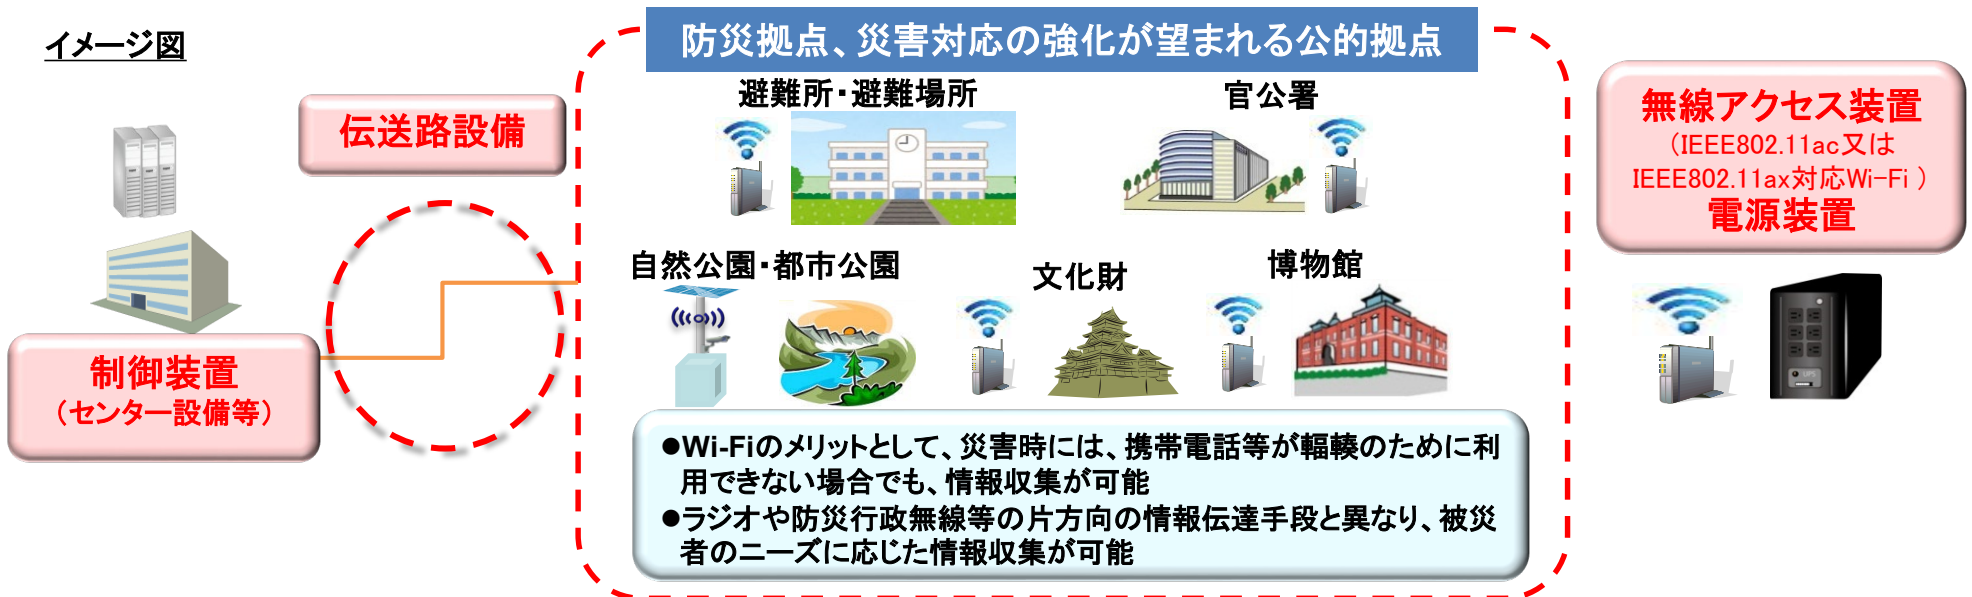 イメージ図
防災拠点、災害対応の強化が望まれる公的拠点
伝送路設備
制御装置
（センター設備等）
避難所・避難場所
官公署
自然公園・都市公園
文化財
博物館
●Wi-Fiのメリットとして、災害時には、携帯電話等が輻輳のために利
用できない場合でも、情報収集が可能
●ラジオや防災行政無線等の片方向の情報伝達手段と異なり、被災
者のニーズに応じた情報収集が可能
無線アクセス装置
（IEEE802.11ac又は
IEEE802.11ax対応Wi-Fi ）
電源装置
UPS